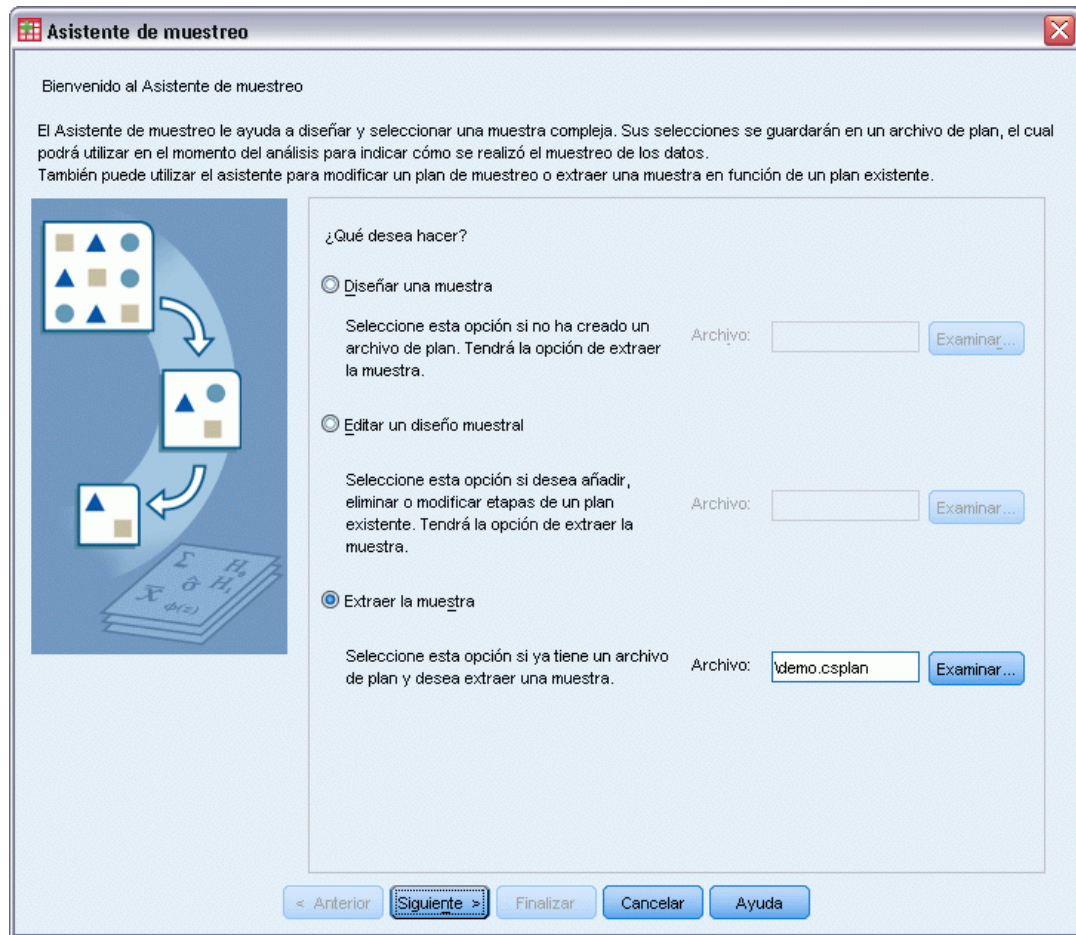 Asistente de muestreo
Bienvenido al Asistente de muestreo
El Asistente de muestreo le ayuda a diseñar y seleccionar una muestra compleja. Sus selecciones se guardarán en un archivo de plan, el cual
podrá utilizar en el momento del análisis para indicar cómo se realizó el muestreo de los datos.
También puede utilizar el asistente para modificar un plan de muestreo o extraer una muestra en función de un plan existente.
¿Qué desea hacer?
Diseñar una muestra
Seleccione esta opción si no ha creado un
archivo de plan. Tendrá la opción de extraer
la muestra.
Archivo:
Examinar...
Editar un diseño muestral
Seleccione esta opción si desea añadir,
eliminar o modificar etapas de un plan
existente. Tendrá la opción de extraer la
muestra.
Archivo:
Examinar...
Extraer la muestra
Seleccione esta opción si ya tiene un archivo
de plan y desea extraer una muestra.
Archivo:
\demo.csplan
Examinar...
Σ H₀
x̄ σ̂ H₁
ϕ(z)
< Anterior
Siguiente >
Finalizar
Cancelar
Ayuda